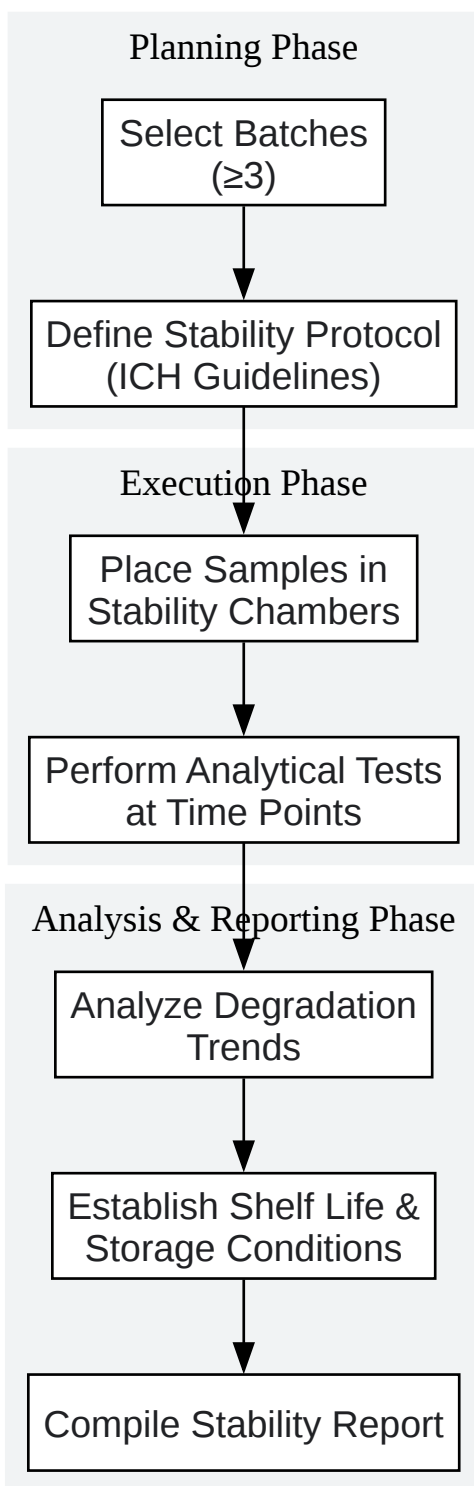 Planning Phase
Select Batches
(≥3)
Define Stability Protocol
(ICH Guidelines)
Execution Phase
Place Samples in
Stability Chambers
Perform Analytical Tests
at Time Points
Analysis & Reporting Phase
Analyze Degradation
Trends
Establish Shelf Life &
Storage Conditions
Compile Stability Report